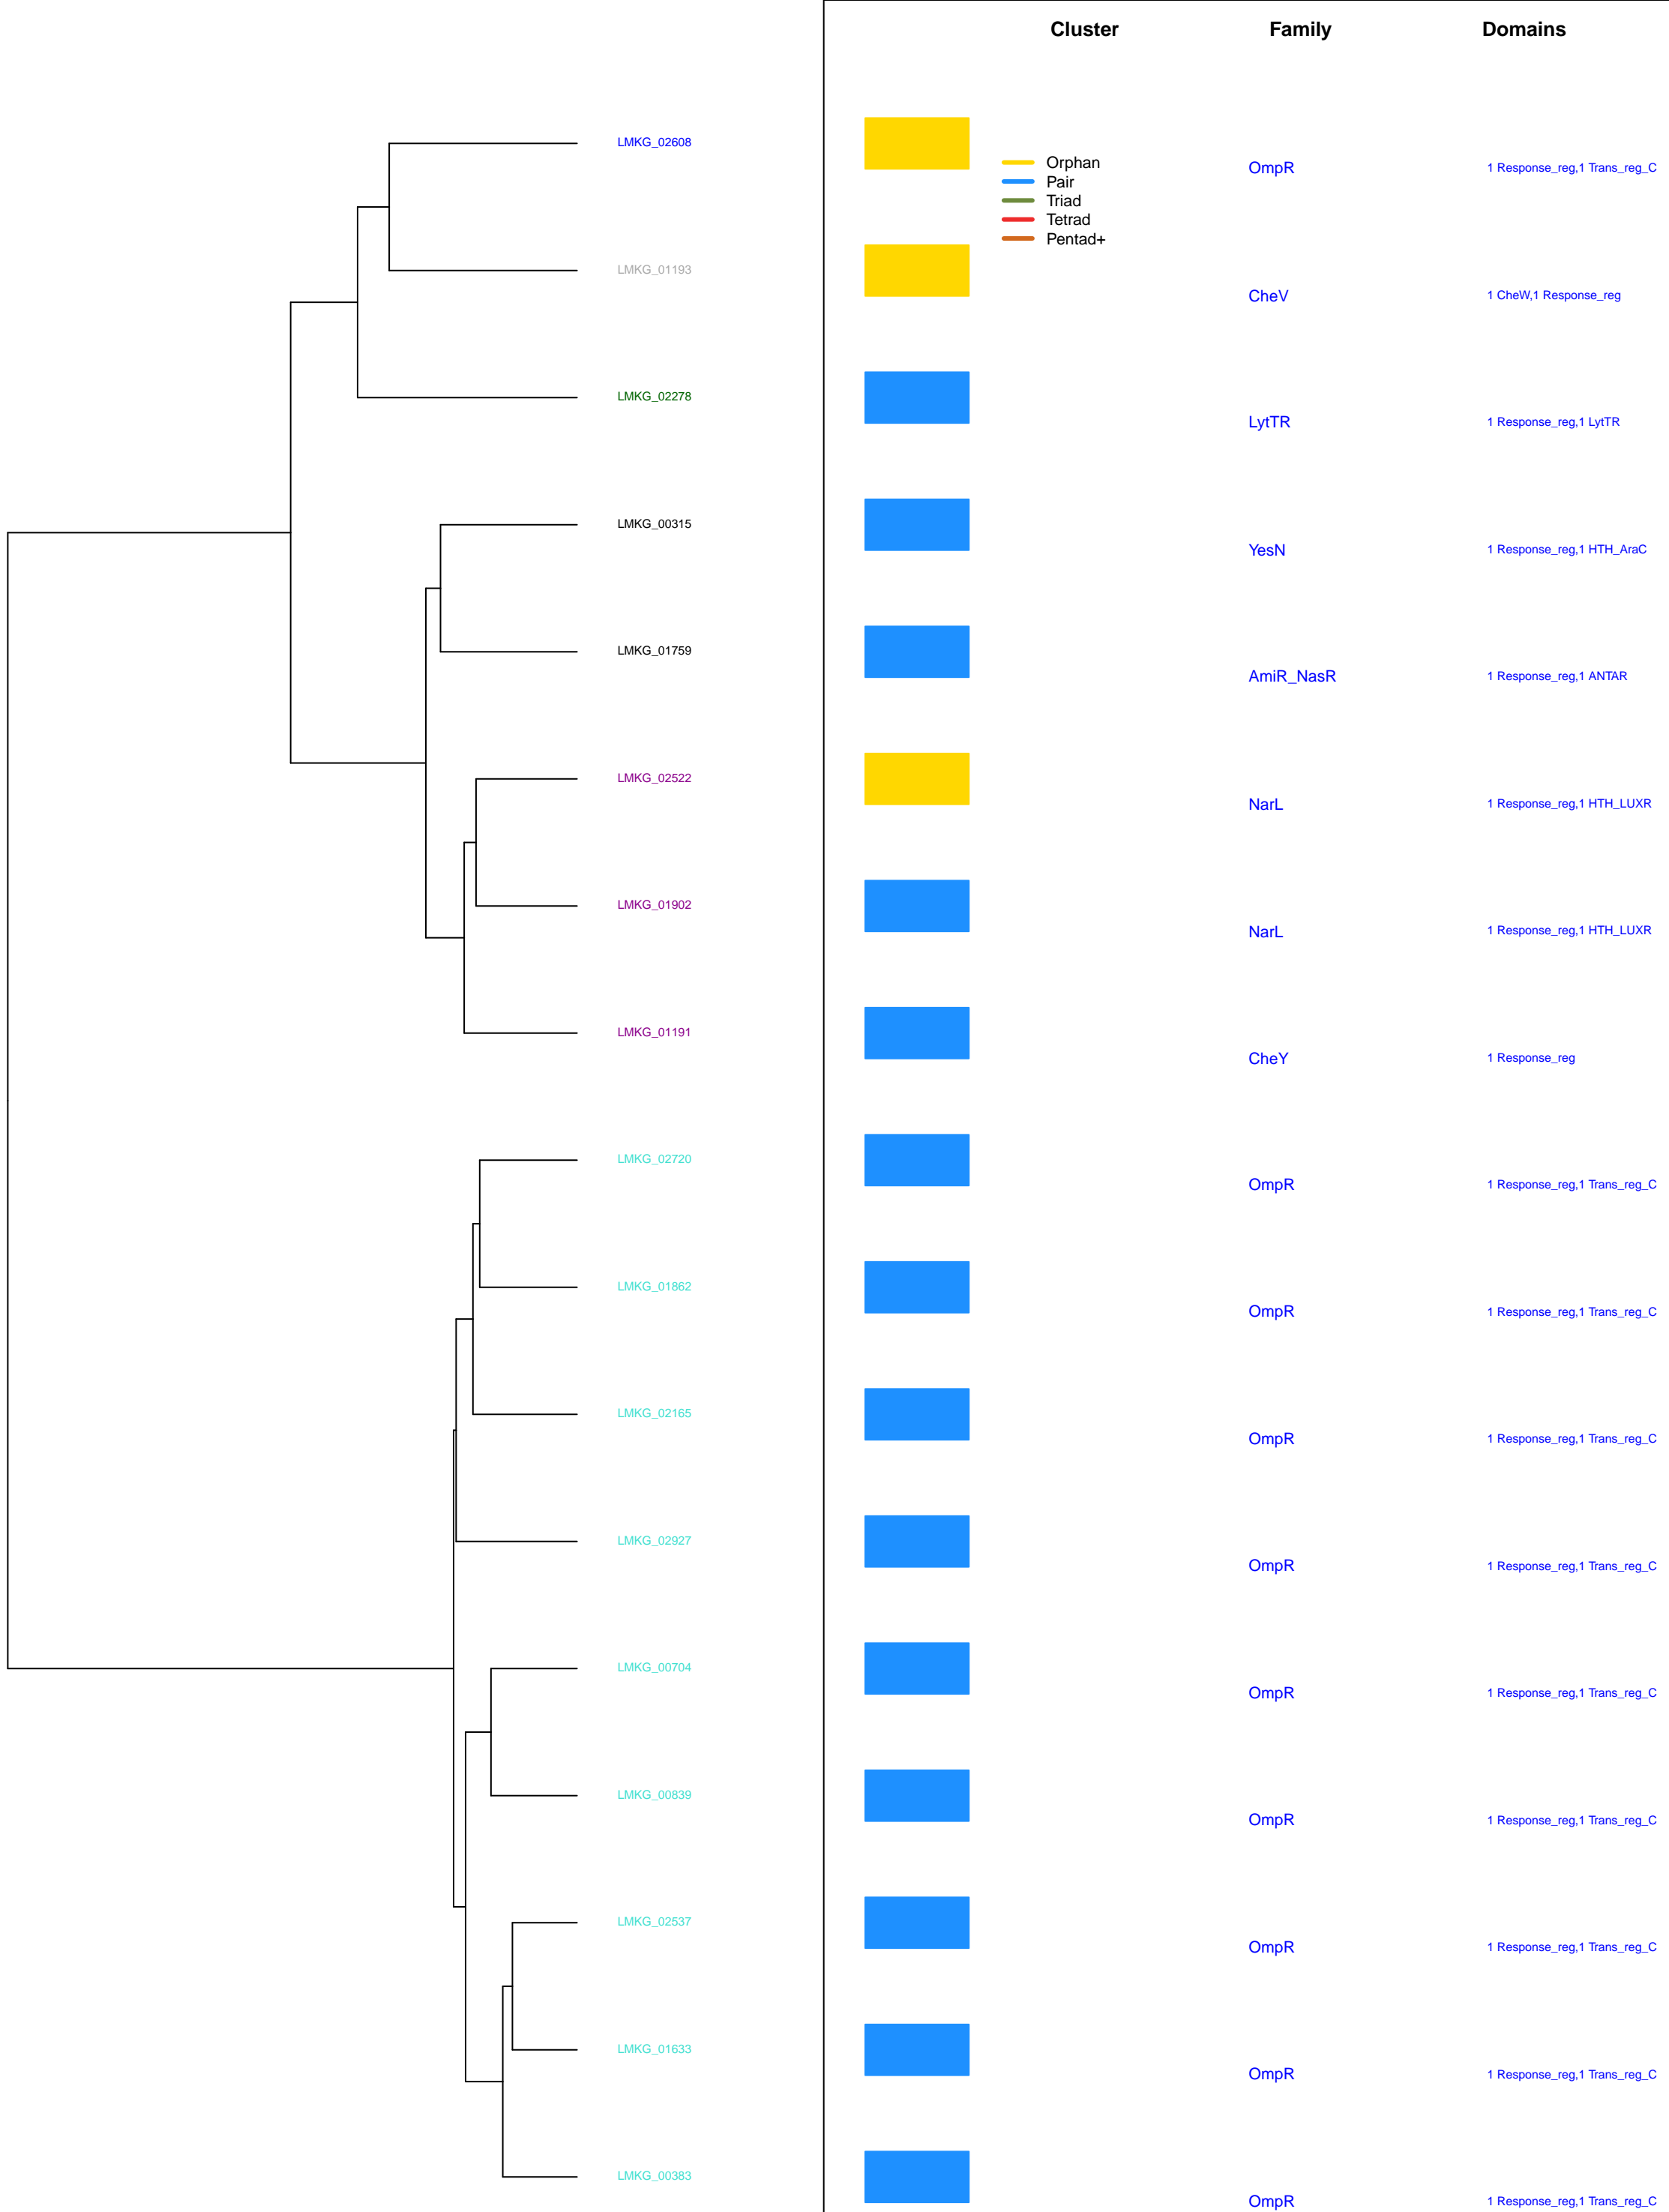 Cluster Family Domains
LMKG_02608
Orphan
OmpR 1 Response_reg,1 Trans_reg_C
Pair
Triad
Tetrad
Pentad+
LMKG_01193
CheV 1 CheW,1 Response_reg
LMKG_02278
LytTR 1 Response_reg,1 LytTR
LMKG_00315
YesN 1 Response_reg,1 HTH_AraC
LMKG_01759
AmiR_NasR 1 Response_reg,1 ANTAR
LMKG_02522
NarL 1 Response_reg,1 HTH_LUXR
LMKG_01902
NarL 1 Response_reg,1 HTH_LUXR
LMKG_01191
CheY 1 Response_reg
LMKG_02720
OmpR 1 Response_reg,1 Trans_reg_C
LMKG_01862
OmpR 1 Response_reg,1 Trans_reg_C
LMKG_02165
OmpR 1 Response_reg,1 Trans_reg_C
LMKG_02927
OmpR 1 Response_reg,1 Trans_reg_C
LMKG_00704
OmpR 1 Response_reg,1 Trans_reg_C
LMKG_00839
OmpR 1 Response_reg,1 Trans_reg_C
LMKG_02537
OmpR 1 Response_reg,1 Trans_reg_C
LMKG_01633
OmpR 1 Response_reg,1 Trans_reg_C
LMKG_00383
OmpR 1 Response_reg,1 Trans_reg_C